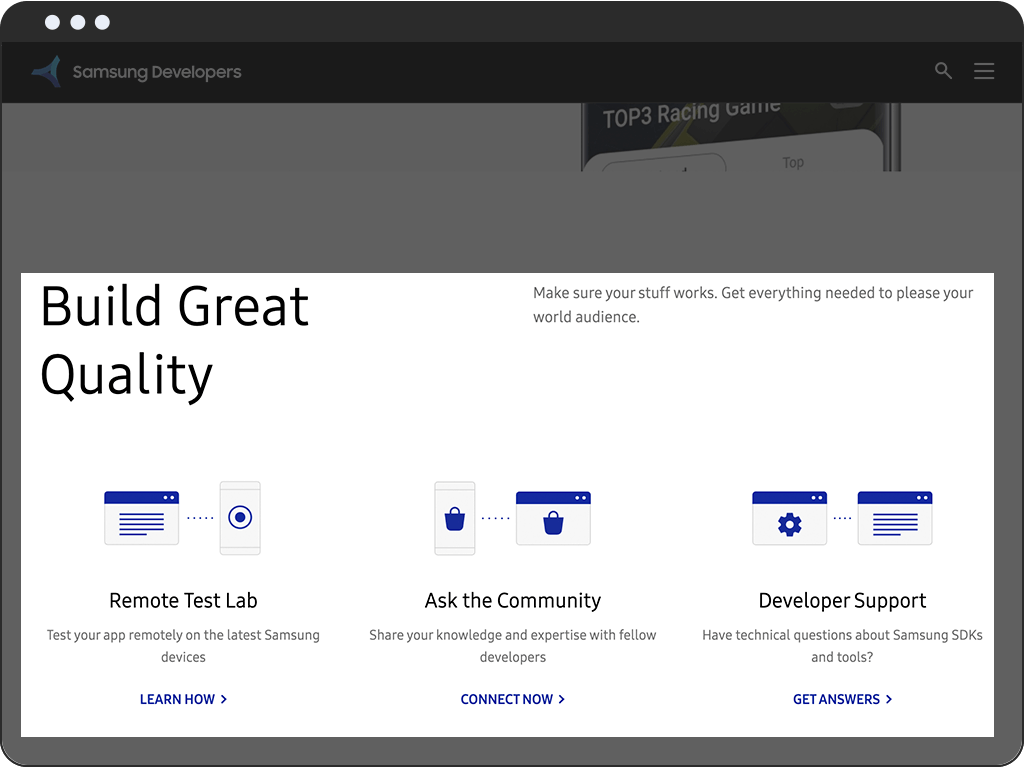 Samsung Developers
TOP3 Racing Game
Top
Build Great
Quality
Make sure your stuff works. Get everything needed to please your
world audience.
Remote Test Lab
Test your app remotely on the latest Samsung
devices
LEARN HOW >
Ask the Community
Share your knowledge and expertise with fellow
developers
CONNECT NOW >
Developer Support
Have technical questions about Samsung SDKs
and tools?
GET ANSWERS >